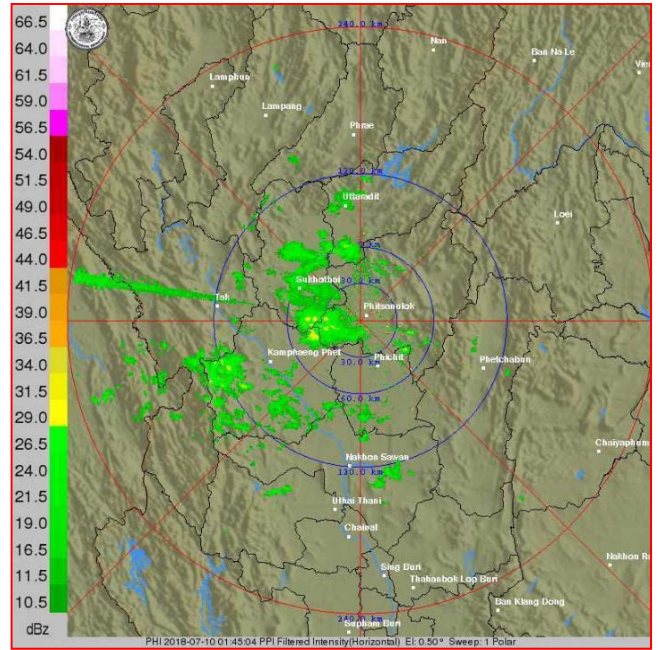 66.5
64.0
61.5
59.0
56.5
54.0
51.5
49.0
46.5
44.0
41.5
39.0
36.5
34.0
31.5
29.0
26.5
24.0
21.5
19.0
16.5
11.5
10.5
dBz
240.0 km
Nan
Ban Na Le
Lamphun
Lampang
Phrae
120.0 km
Uttaradit
Loei
Sukhothai
Tak
Phitsanulok
Kamphaeng Phet
Phichit
30.0 km
Phetchabun
60.0 km
Chaiyaphum
Nakhon Sawan
Uthai Thani
Chainat
Sing Buri
Thahanbok Lop Buri
Ban Klang Dong
240.0 km
Suphan Buri
PHI 2018-07-10 01:45:04 PPI Filtered Intensity(Horizontal) El: 0.50° Sweep: 1 Polar